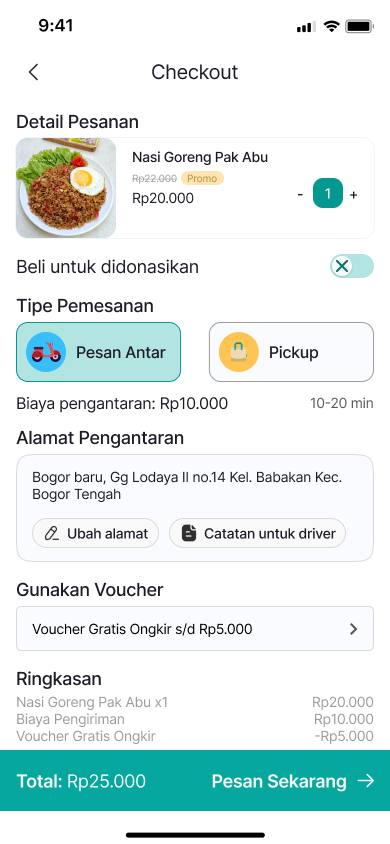 9:41
Checkout
Detail Pesanan
Nasi Goreng Pak Abu
Rp22.000 Promo
Rp20.000
- 1 +
Beli untuk didonasikan
Tipe Pemesanan
Pesan Antar
Pickup
Biaya pengantaran: Rp10.000
10-20 min
Alamat Pengantaran
Bogor baru, Gg Lodaya II no.14 Kel. Babakan Kec.
Bogor Tengah
Ubah alamat
Catatan untuk driver
Gunakan Voucher
Voucher Gratis Ongkir s/d Rp5.000
Ringkasan
Nasi Goreng Pak Abu x1 Rp20.000
Biaya Pengiriman Rp10.000
Voucher Gratis Ongkir -Rp5.000
Total: Rp25.000
Pesan Sekarang